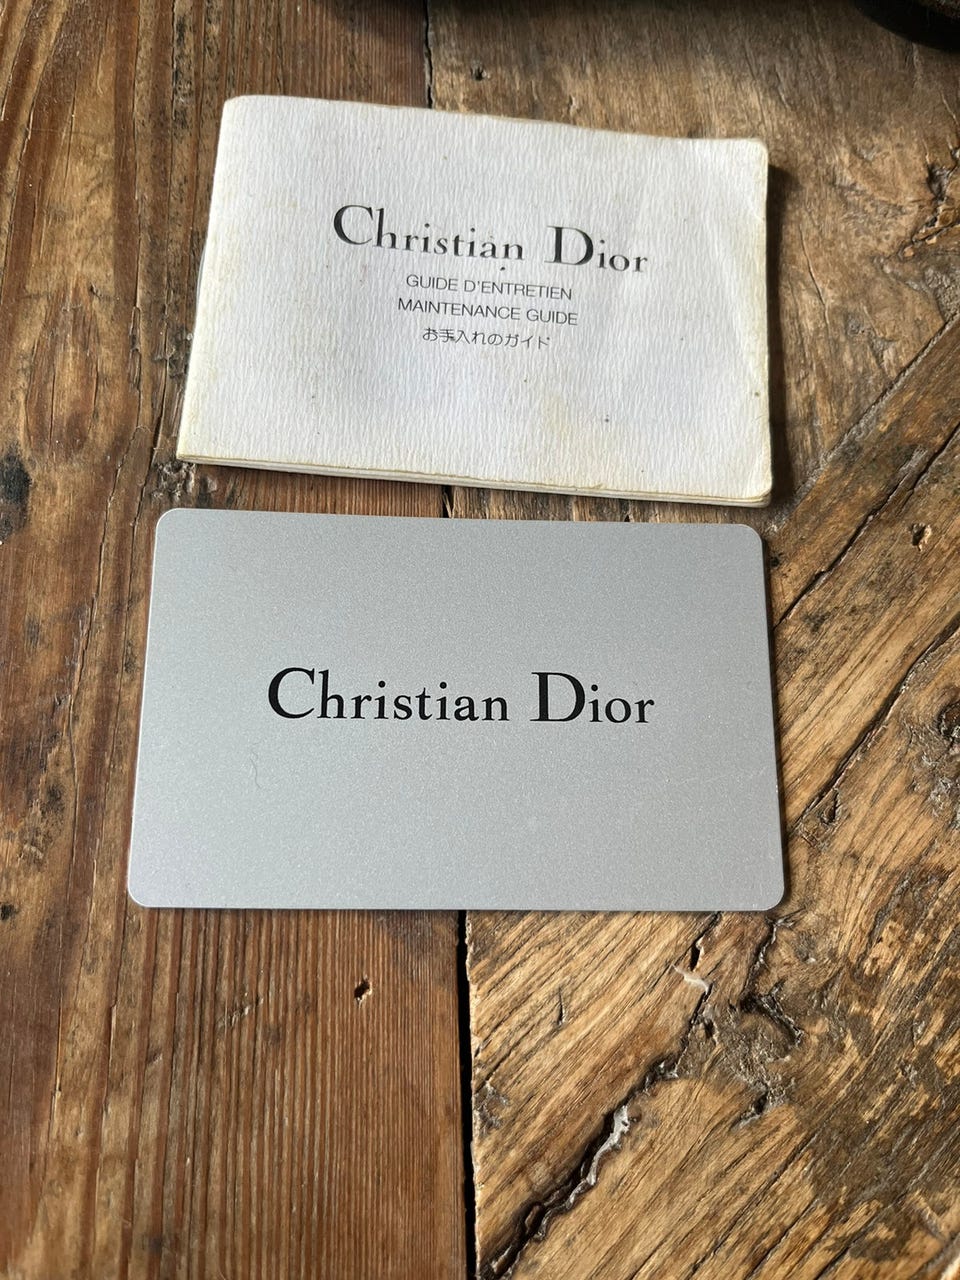 Christian Dior
GUIDE D'ENTRETIEN
MAINTENANCE GUIDE
お手入れのガイド
Christian Dior